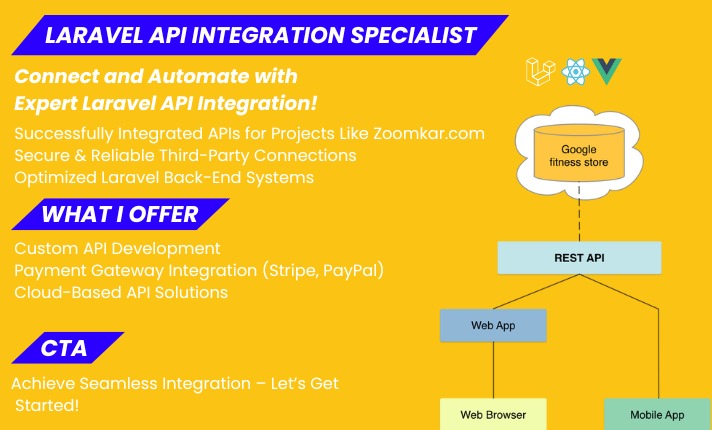 LARAVEL API INTEGRATION SPECIALIST
Connect and Automate with
Expert Laravel API Integration!
Successfully Integrated APIs for Projects Like Zoomkar.com
Secure & Reliable Third-Party Connections
Optimized Laravel Back-End Systems
WHAT I OFFER
Custom API Development
Payment Gateway Integration (Stripe, PayPal)
Cloud-Based API Solutions
CTA
Achieve Seamless Integration – Let's Get
Started!
Google
fitness store
REST API
Web App
Web Browser
Mobile App